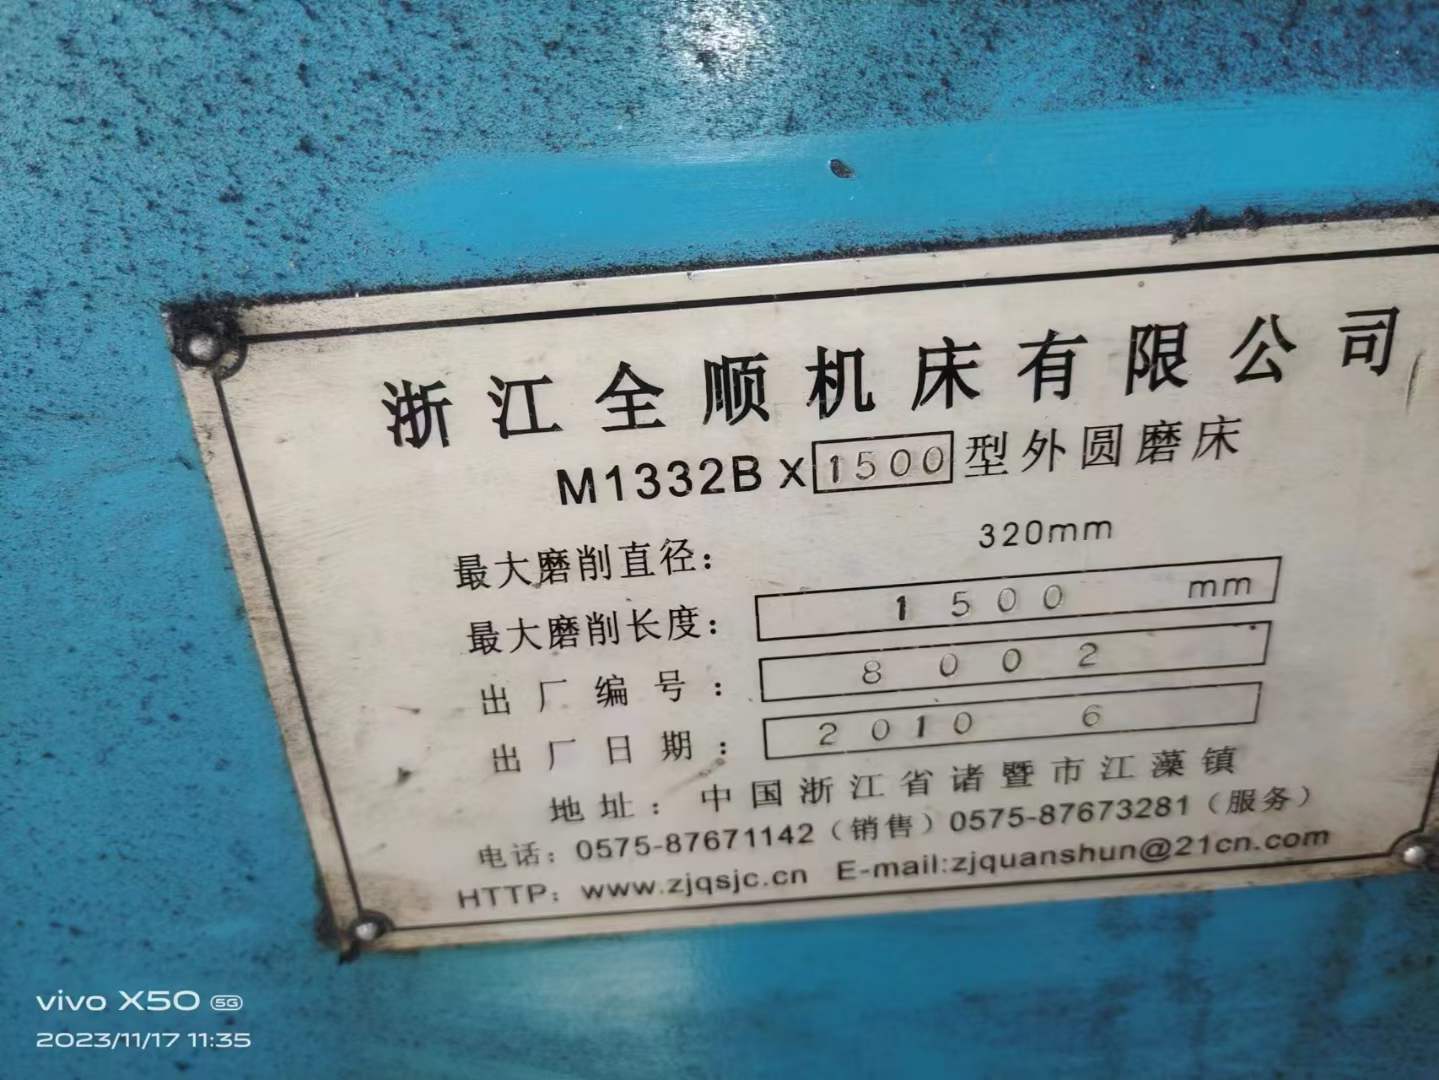 浙江全顺机床有限公司
M1332B×1500型外圆磨床
最大磨削直径： 320mm
最大磨削长度： 1500 mm
出厂编号： 8002
出厂日期： 2010 6
地址：中国浙江省诸暨市江藻镇
电话：0575-87671142（销售）0575-87673281（服务）
HTTP：www.zjqsjc.cn E-mail:zjquanshun@21cn.com
vivo X50 5G
2023/11/17 11:35